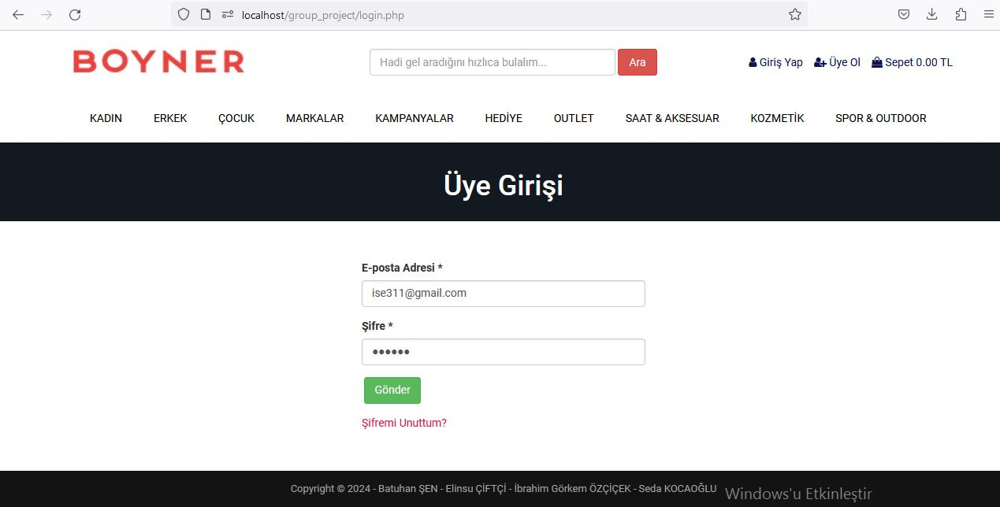 localhost/group_project/login.php
BOYNER
Hadi gel aradığını hızlıca bulalım...
Ara
Giriş Yap
Üye Ol
Sepet 0.00 TL
KADIN ERKEK ÇOCUK MARKALAR KAMPANYALAR HEDİYE OUTLET SAAT & AKSESUAR KOZMETİK SPOR & OUTDOOR
Üye Girişi
E-posta Adresi *
ise311@gmail.com
Şifre *
••••••
Gönder
Şifremi Unuttum?
Copyright © 2024 - Batuhan ŞEN - Elinsu ÇİFTÇİ - İbrahim Görkem ÖZÇİÇEK - Seda KOCAOĞLU
Windows'u Etkinleştir